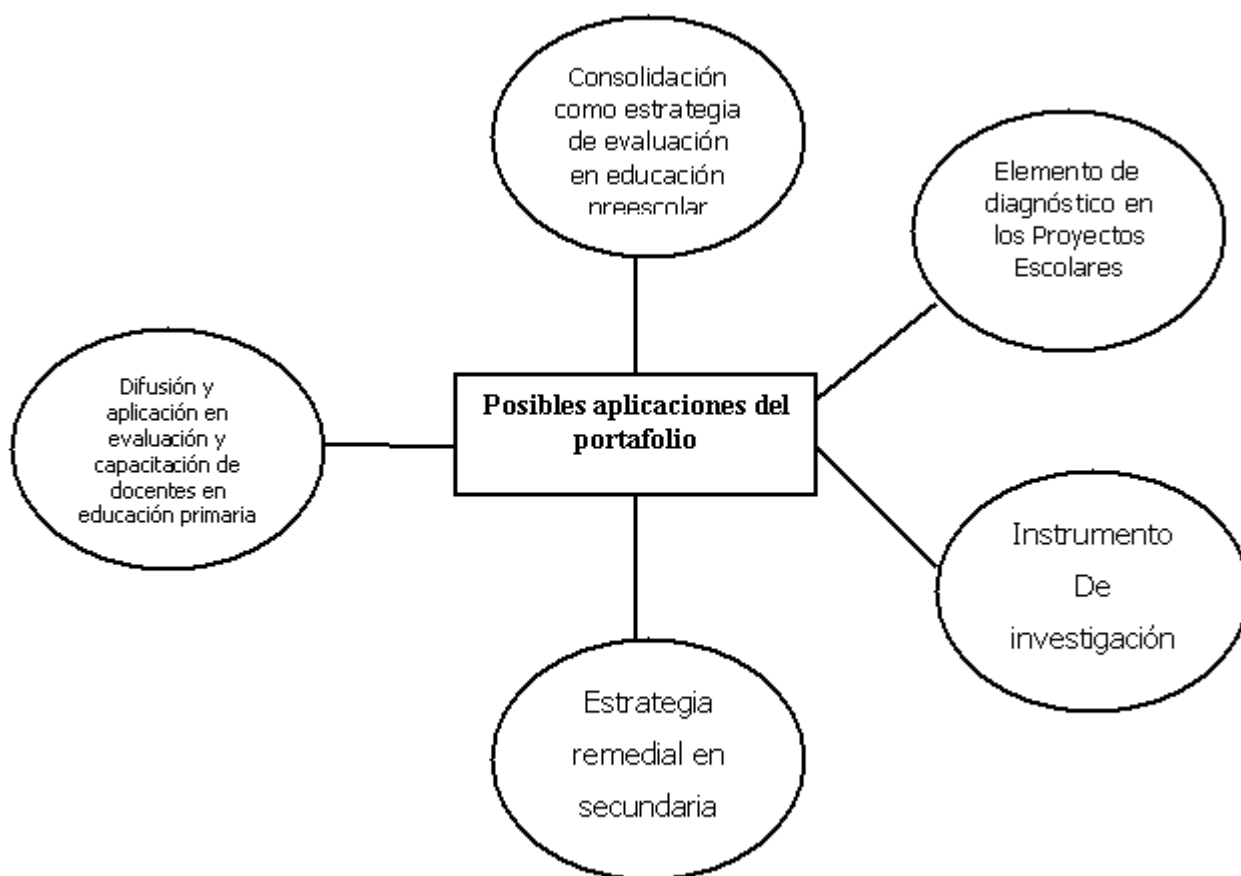 Consolidación
como estrategia
de evaluación
en educación
preescolar
Elemento de
diagnóstico en
los Proyectos
Escolares
Posibles aplicaciones del
portafolio
Difusión y
aplicación en
evaluación y
capacitación de
docentes en
educación primaria
Instrumento
De
investigación
Estrategia
remedial en
secundaria